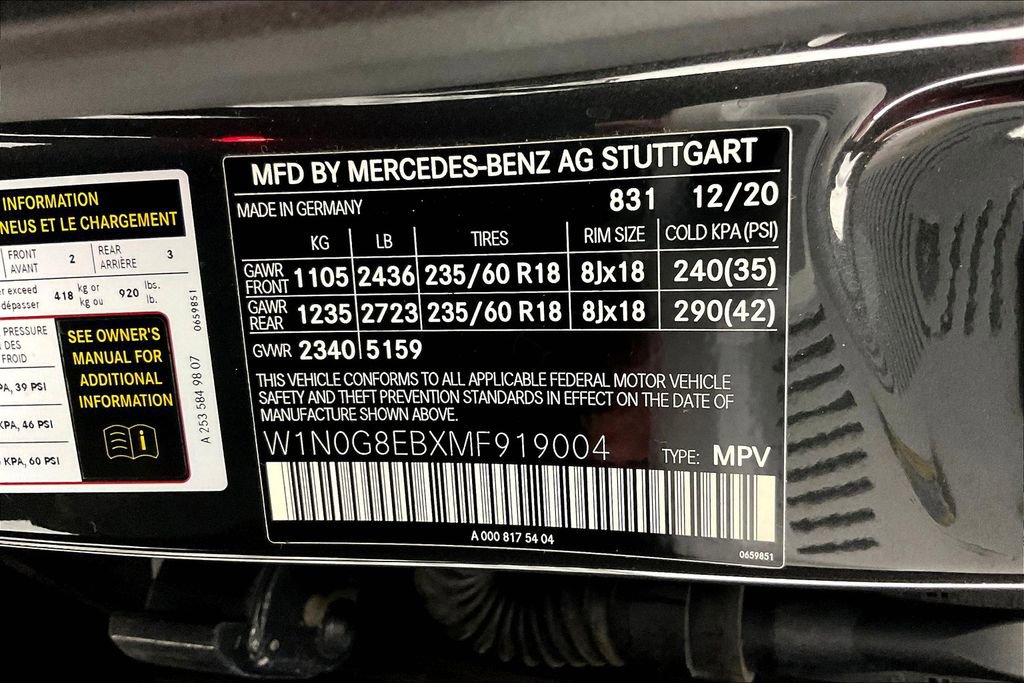 INFORMATION
NEUS ET LE CHARGEMENT
FRONT 2 REAR 3
AVANT ARRIÈRE
exceed 418 kg or 920 lbs.
dépasser kg ou lb.
PRESSURE
DES
FROID
39 PSI
KPA, 46 PSI
KPA, 60 PSI
SEE OWNER'S
MANUAL FOR
ADDITIONAL
INFORMATION
i
A 253 584 98 07 0659851
MFD BY MERCEDES-BENZ AG STUTTGART
MADE IN GERMANY 831 12/20
KG LB TIRES RIM SIZE COLD KPA (PSI)
GAWR FRONT 1105 2436 235/60 R18 8Jx18 240(35)
GAWR REAR 1235 2723 235/60 R18 8Jx18 290(42)
GVWR 2340 5159
THIS VEHICLE CONFORMS TO ALL APPLICABLE FEDERAL MOTOR VEHICLE
SAFETY AND THEFT PREVENTION STANDARDS IN EFFECT ON THE DATE OF
MANUFACTURE SHOWN ABOVE.
W1N0G8EBXMF919004 TYPE: MPV
A 000 817 54 04
0659851